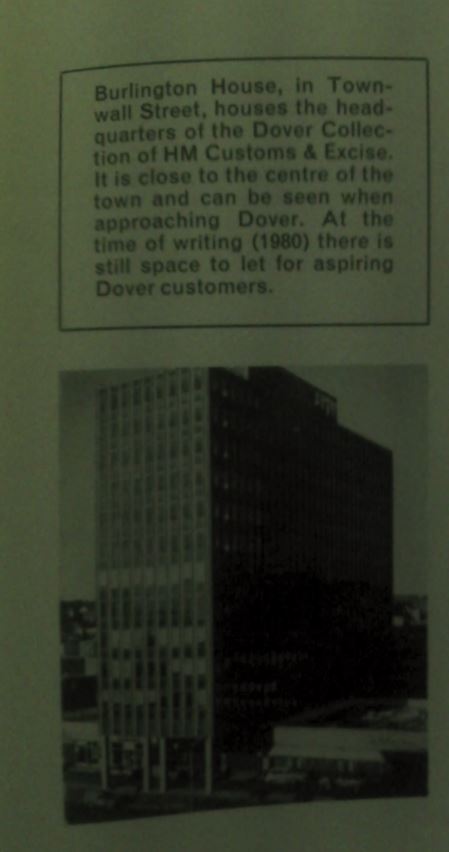 Burlington House, in Town-
wall Street, houses the head-
quarters of the Dover Collec-
tion of HM Customs & Excise.
It is close to the centre of the
town and can be seen when
approaching Dover. At the
time of writing (1980) there is
still space to let for aspiring
Dover customers.